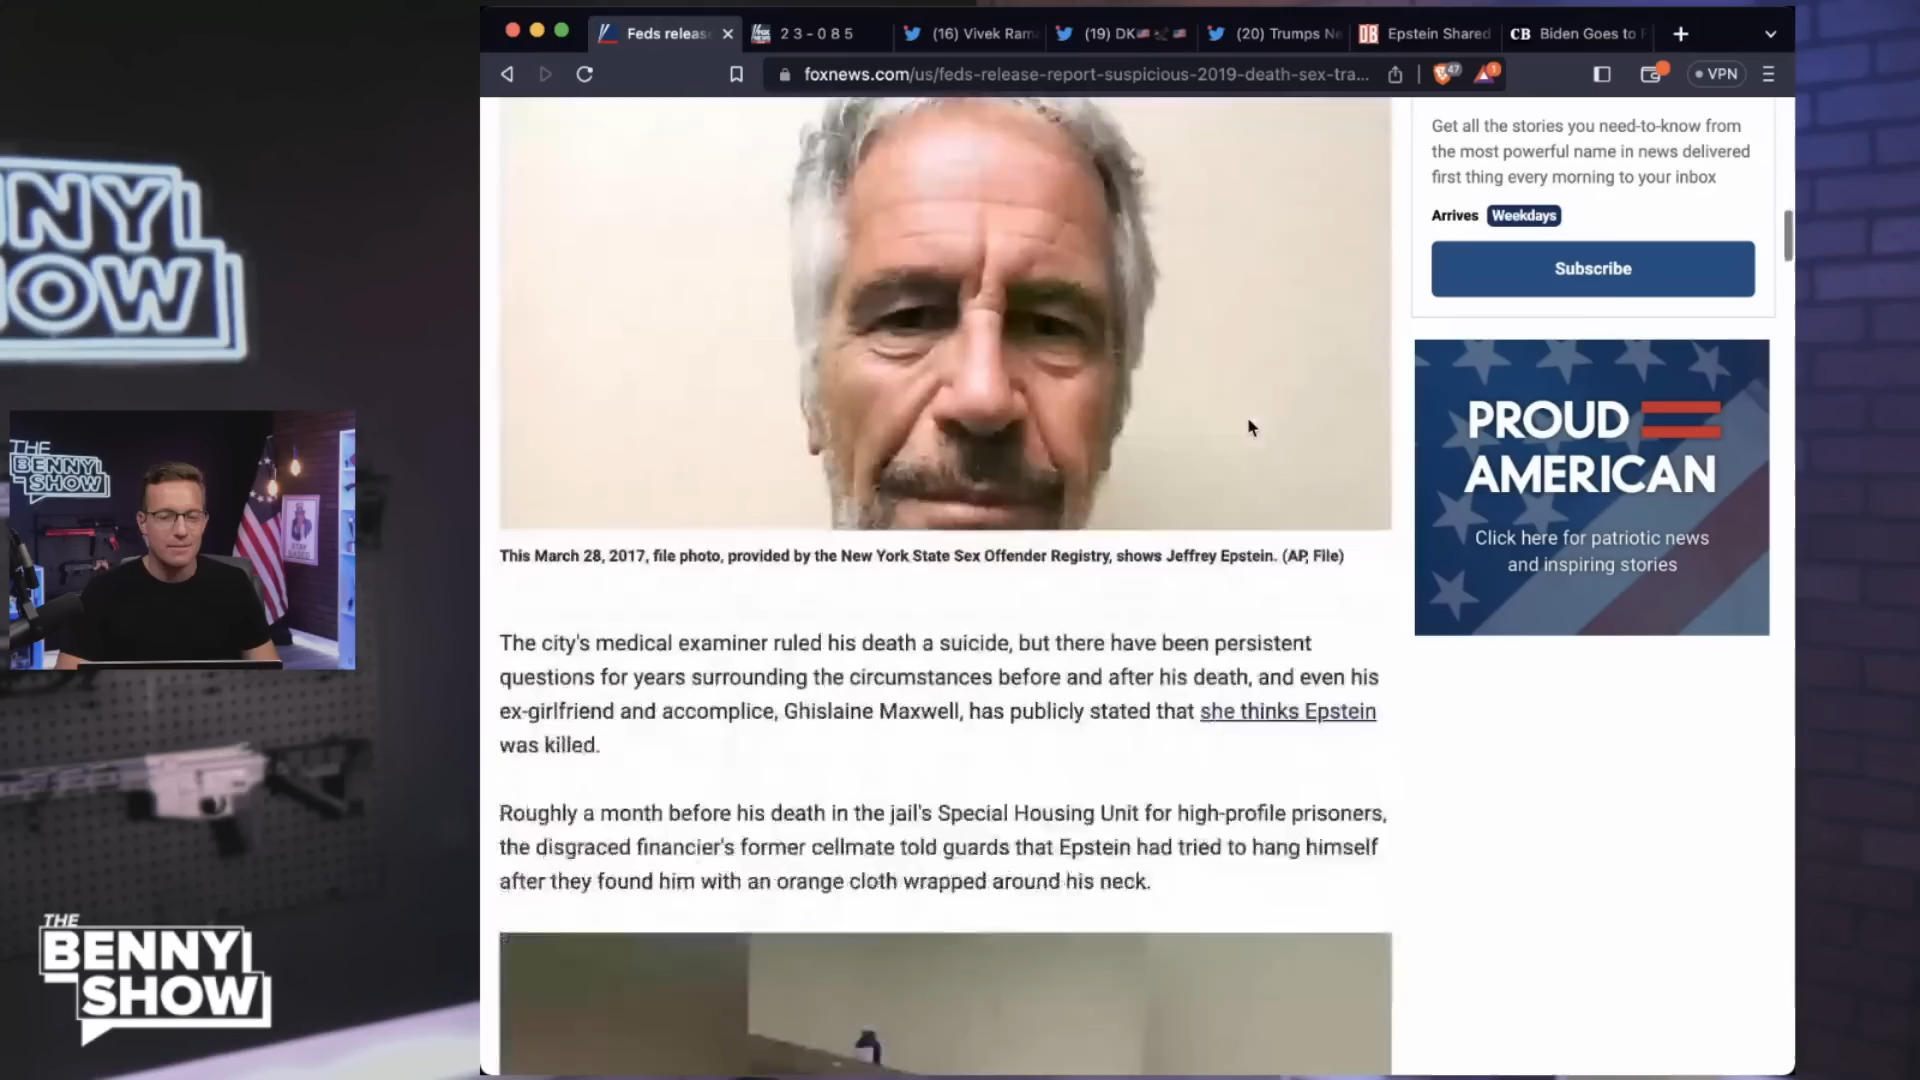 Feds releas
23-085
(16) Vivek Ram
(19) DK
(20) Trumps Ne
DB
Epstein Shared
CB
Biden Goes to F
foxnews.com/us/feds-release-report-suspicious-2019-death-sex-tra...
47
1
VPN
NNY
HOW
THE
BENNY
SHOW
THE
BENNY
SHOW
Get all the stories you need-to-know from
the most powerful name in news delivered
first thing every morning to your inbox
Arrives Weekdays
Subscribe
PROUD
AMERICAN
Click here for patriotic news
and inspiring stories
This March 28, 2017, file photo, provided by the New York State Sex Offender Registry, shows Jeffrey Epstein. (AP, File)
The city's medical examiner ruled his death a suicide, but there have been persistent
questions for years surrounding the circumstances before and after his death, and even his
ex-girlfriend and accomplice, Ghislaine Maxwell, has publicly stated that she thinks Epstein
was killed.
Roughly a month before his death in the jail's Special Housing Unit for high-profile prisoners,
the disgraced financier's former cellmate told guards that Epstein had tried to hang himself
after they found him with an orange cloth wrapped around his neck.